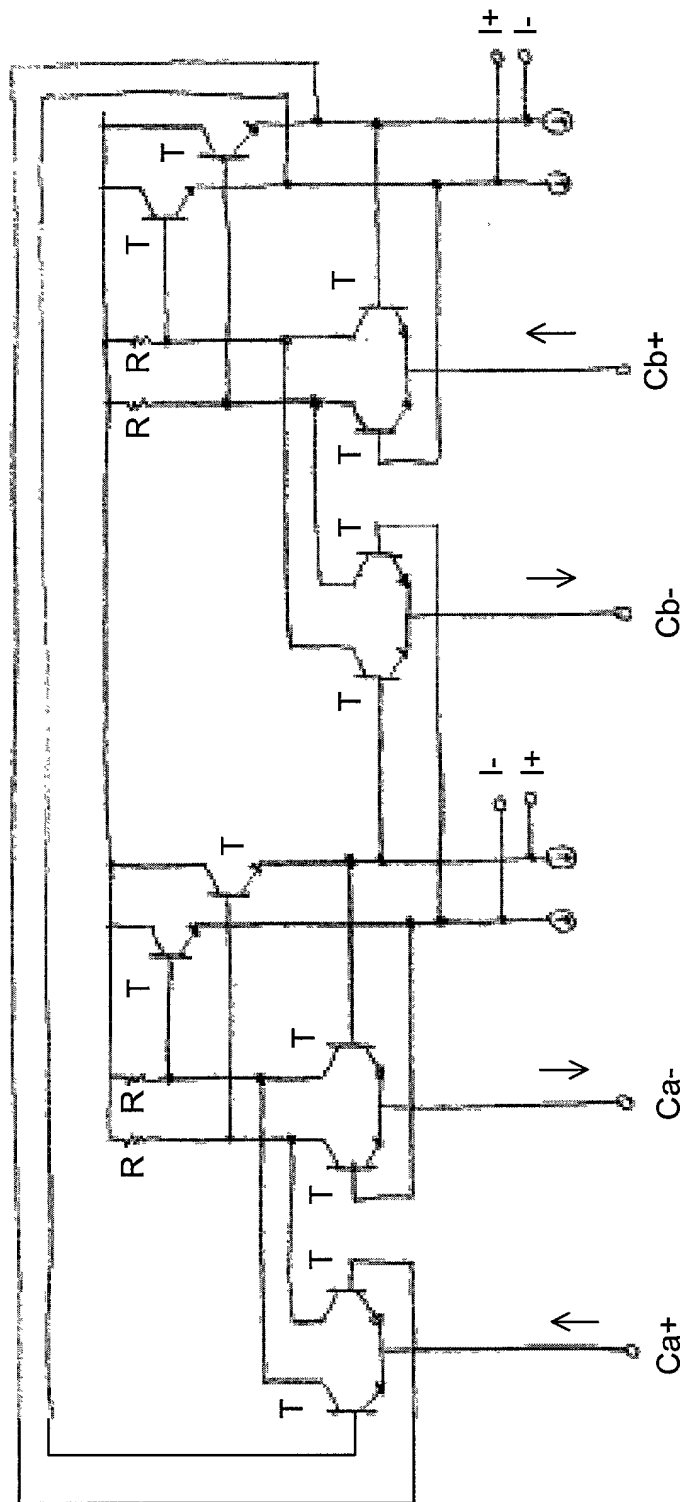 R R T R R T
T
T
T T T T T T T T
I- I+
I+ I-
Ca+ Ca- Cb- Cb+